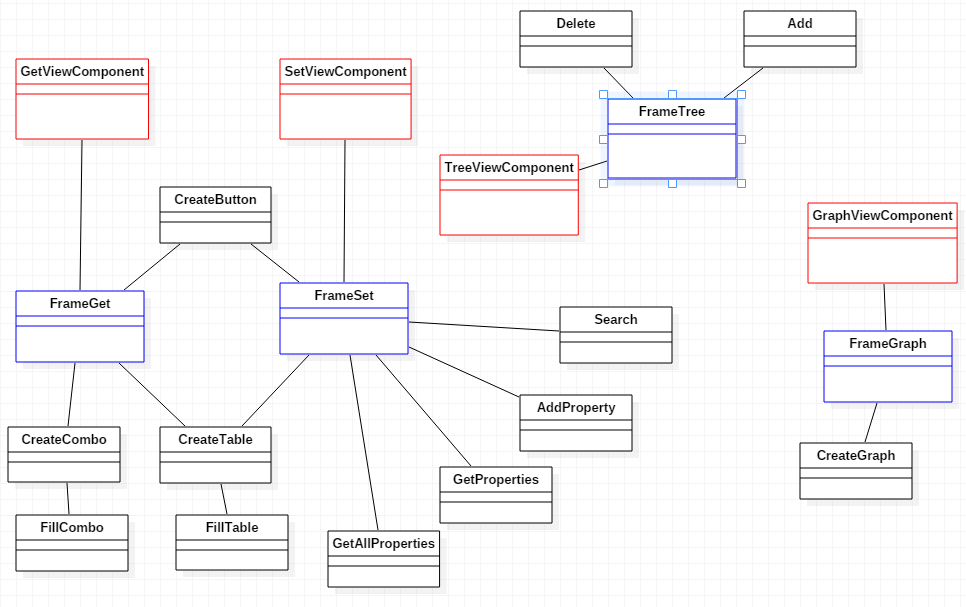 Delete
Add
GetViewComponent
SetViewComponent
FrameTree
TreeViewComponent
CreateButton
GraphViewComponent
FrameGet
FrameSet
Search
FrameGraph
AddProperty
CreateCombo
CreateTable
CreateGraph
GetProperties
FillCombo
FillTable
GetAllProperties